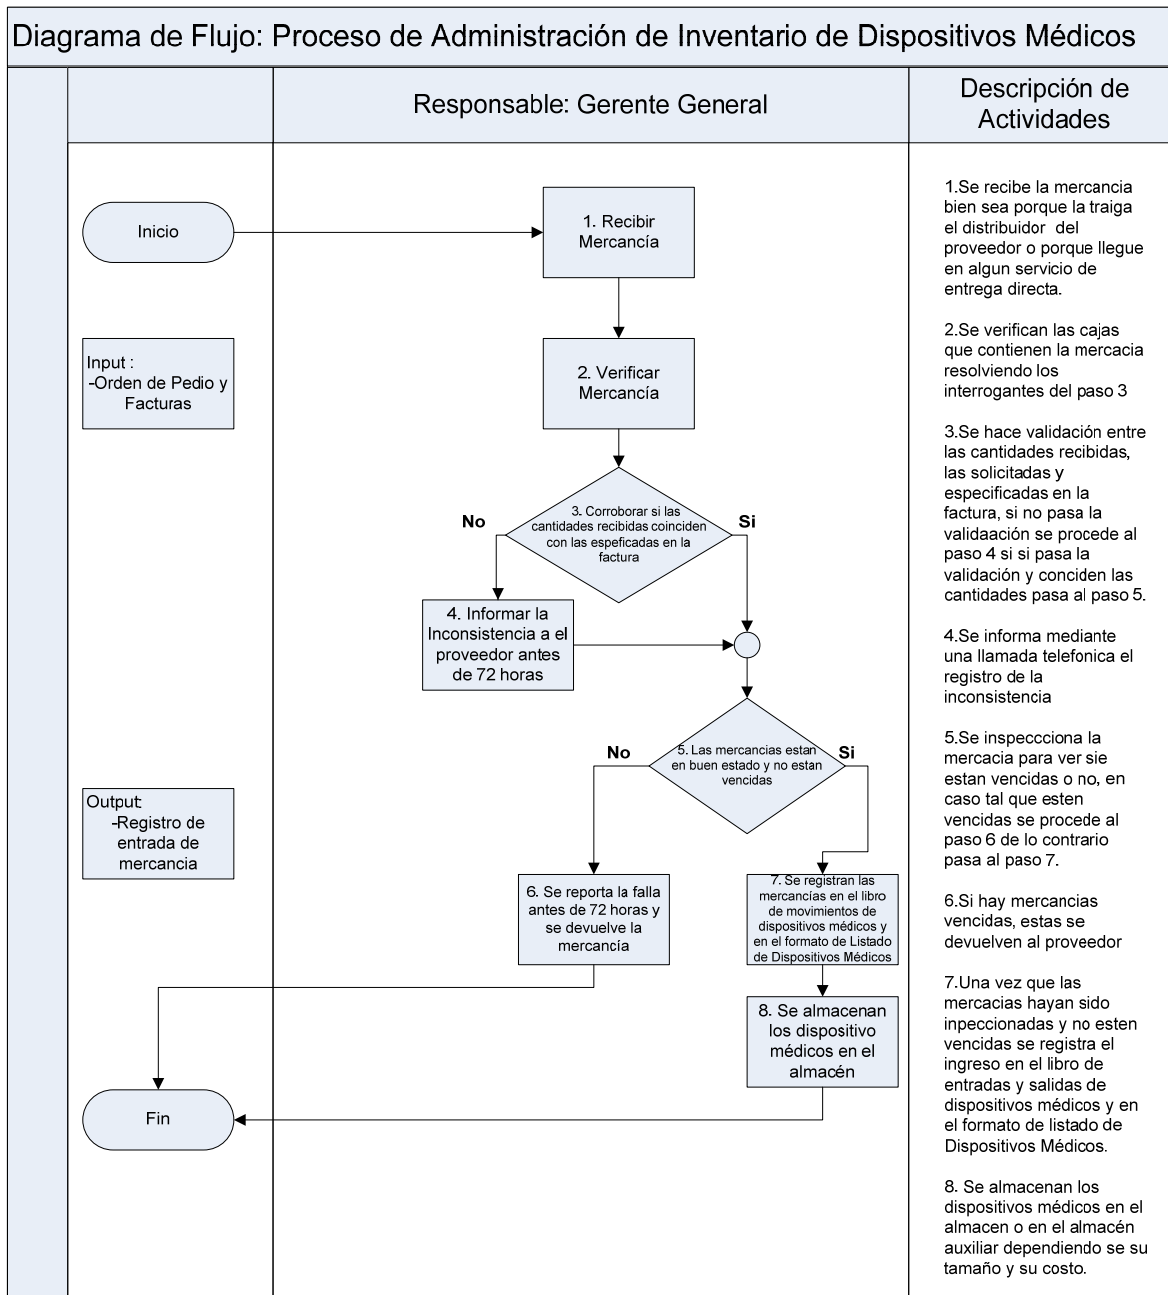 Diagrama de Flujo: Proceso de Administración de Inventario de Dispositivos Médicos
Responsable: Gerente General
Descripción de
Actividades
Inicio
1. Recibir
Mercancía
Input :
-Orden de Pedio y
Facturas
2. Verificar
Mercancía
3. Corroborar si las
cantidades recibidas coinciden
con las espeficadas en la
factura
No
Si
4. Informar la
Inconsistencia a el
proveedor antes
de 72 horas
5. Las mercancias estan
en buen estado y no estan
vencidas
No
Si
Output:
-Registro de
entrada de
mercancia
6. Se reporta la falla
antes de 72 horas y
se devuelve la
mercancía
7. Se registran las
mercancías en el libro
de movimientos de
dispositivos médicos y
en el formato de Listado
de Dispositivos Médicos
8. Se almacenan
los dispositivo
médicos en el
almacén
Fin
1.Se recibe la mercancia
bien sea porque la traiga
el distribuidor del
proveedor o porque llegue
en algun servicio de
entrega directa.
2.Se verifican las cajas
que contienen la mercacia
resolviendo los
interrogantes del paso 3
3.Se hace validación entre
las cantidades recibidas,
las solicitadas y
especificadas en la
factura, si no pasa la
validaación se procede al
paso 4 si si pasa la
validación y conciden las
cantidades pasa al paso 5.
4.Se informa mediante
una llamada telefonica el
registro de la
inconsistencia
5.Se inspeccciona la
mercacia para ver sie
estan vencidas o no, en
caso tal que esten
vencidas se procede al
paso 6 de lo contrario
pasa al paso 7.
6.Si hay mercancias
vencidas, estas se
devuelven al proveedor
7.Una vez que las
mercacias hayan sido
inpeccionadas y no esten
vencidas se registra el
ingreso en el libro de
entradas y salidas de
dispositivos médicos y en
el formato de listado de
Dispositivos Médicos.
8. Se almacenan los
dispositivos médicos en el
almacen o en el almacén
auxiliar dependiendo se su
tamaño y su costo.